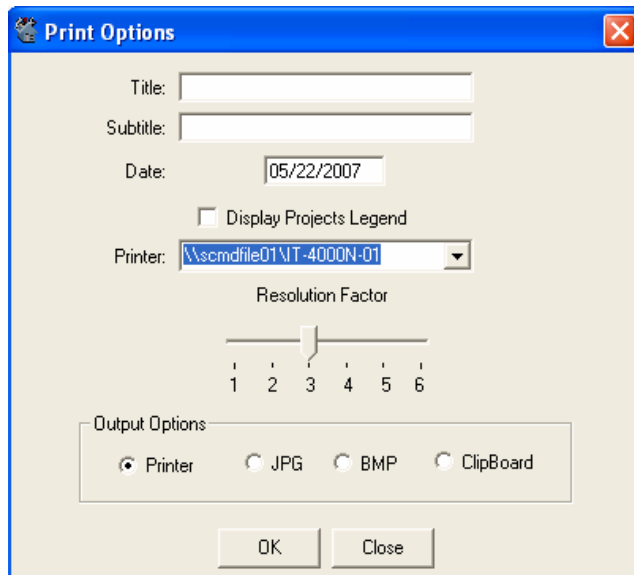 Print Options
Title:
Subtitle:
Date: 05/22/2007
Display Projects Legend
Printer: \\scmdfile01\IT-4000N-01
Resolution Factor
1 2 3 4 5 6
Output Options
Printer JPG BMP ClipBoard
OK Close